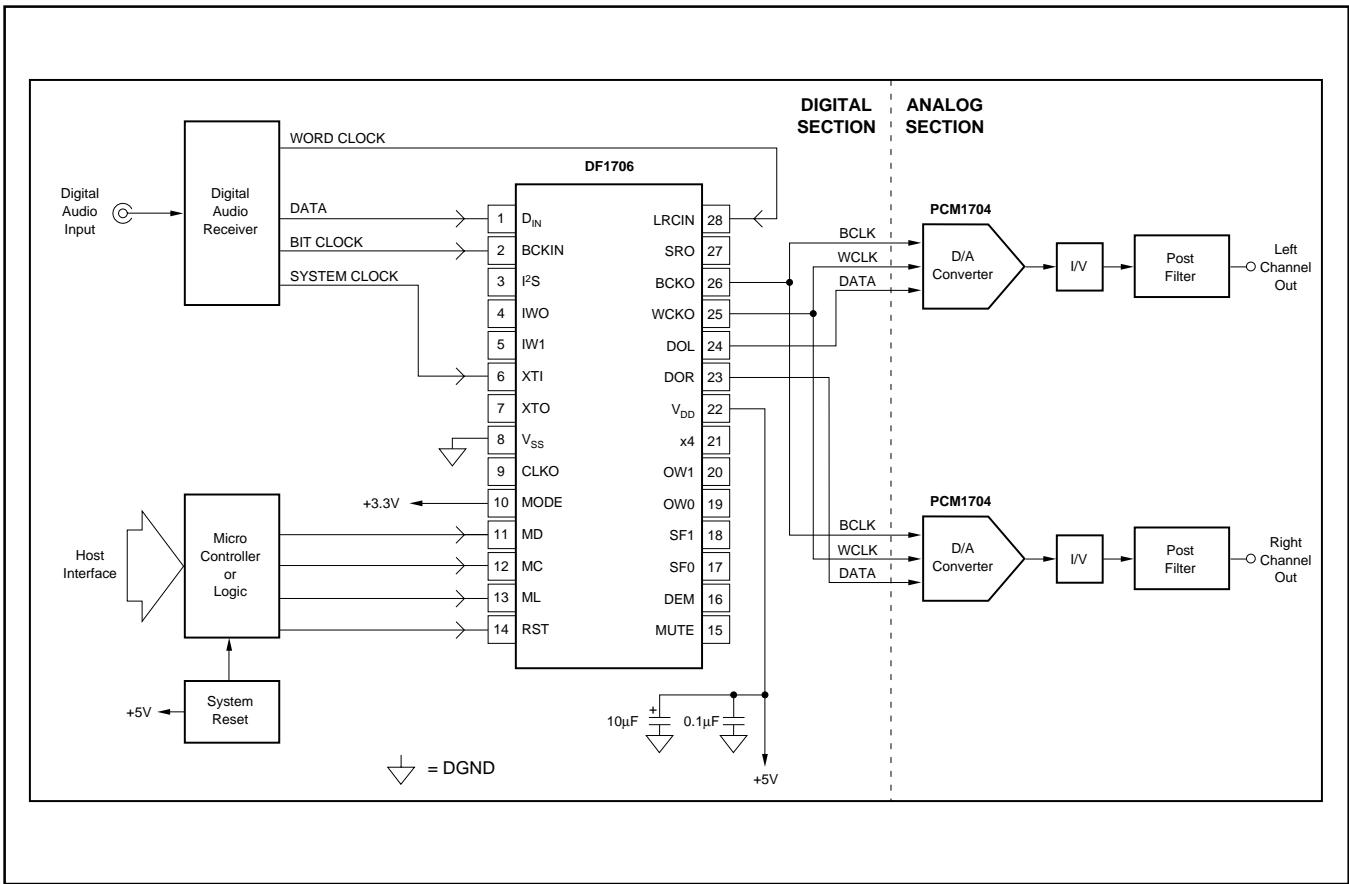 DIGITAL
SECTION
ANALOG
SECTION
WORD CLOCK
DF1706
Digital
Audio
Input
Digital
Audio
Receiver
DATA
BIT CLOCK
SYSTEM CLOCK
1 DIN
2 BCKIN
3 I2S
4 IWO
5 IW1
6 XTI
7 XTO
8 VSS
9 CLKO
10 MODE
11 MD
12 MC
13 ML
14 RST
LRCIN 28
SRO 27
BCKO 26
WCKO 25
DOL 24
DOR 23
VDD 22
x4 21
OW1 20
OW0 19
SF1 18
SF0 17
DEM 16
MUTE 15
+3.3V
Host
Interface
Micro
Controller
or
Logic
System
Reset
+5V
= DGND
10µF
+
0.1µF
+5V
PCM1704
BCLK
WCLK
DATA
D/A
Converter
I/V
Post
Filter
Left
Channel
Out
PCM1704
BCLK
WCLK
DATA
D/A
Converter
I/V
Post
Filter
Right
Channel
Out